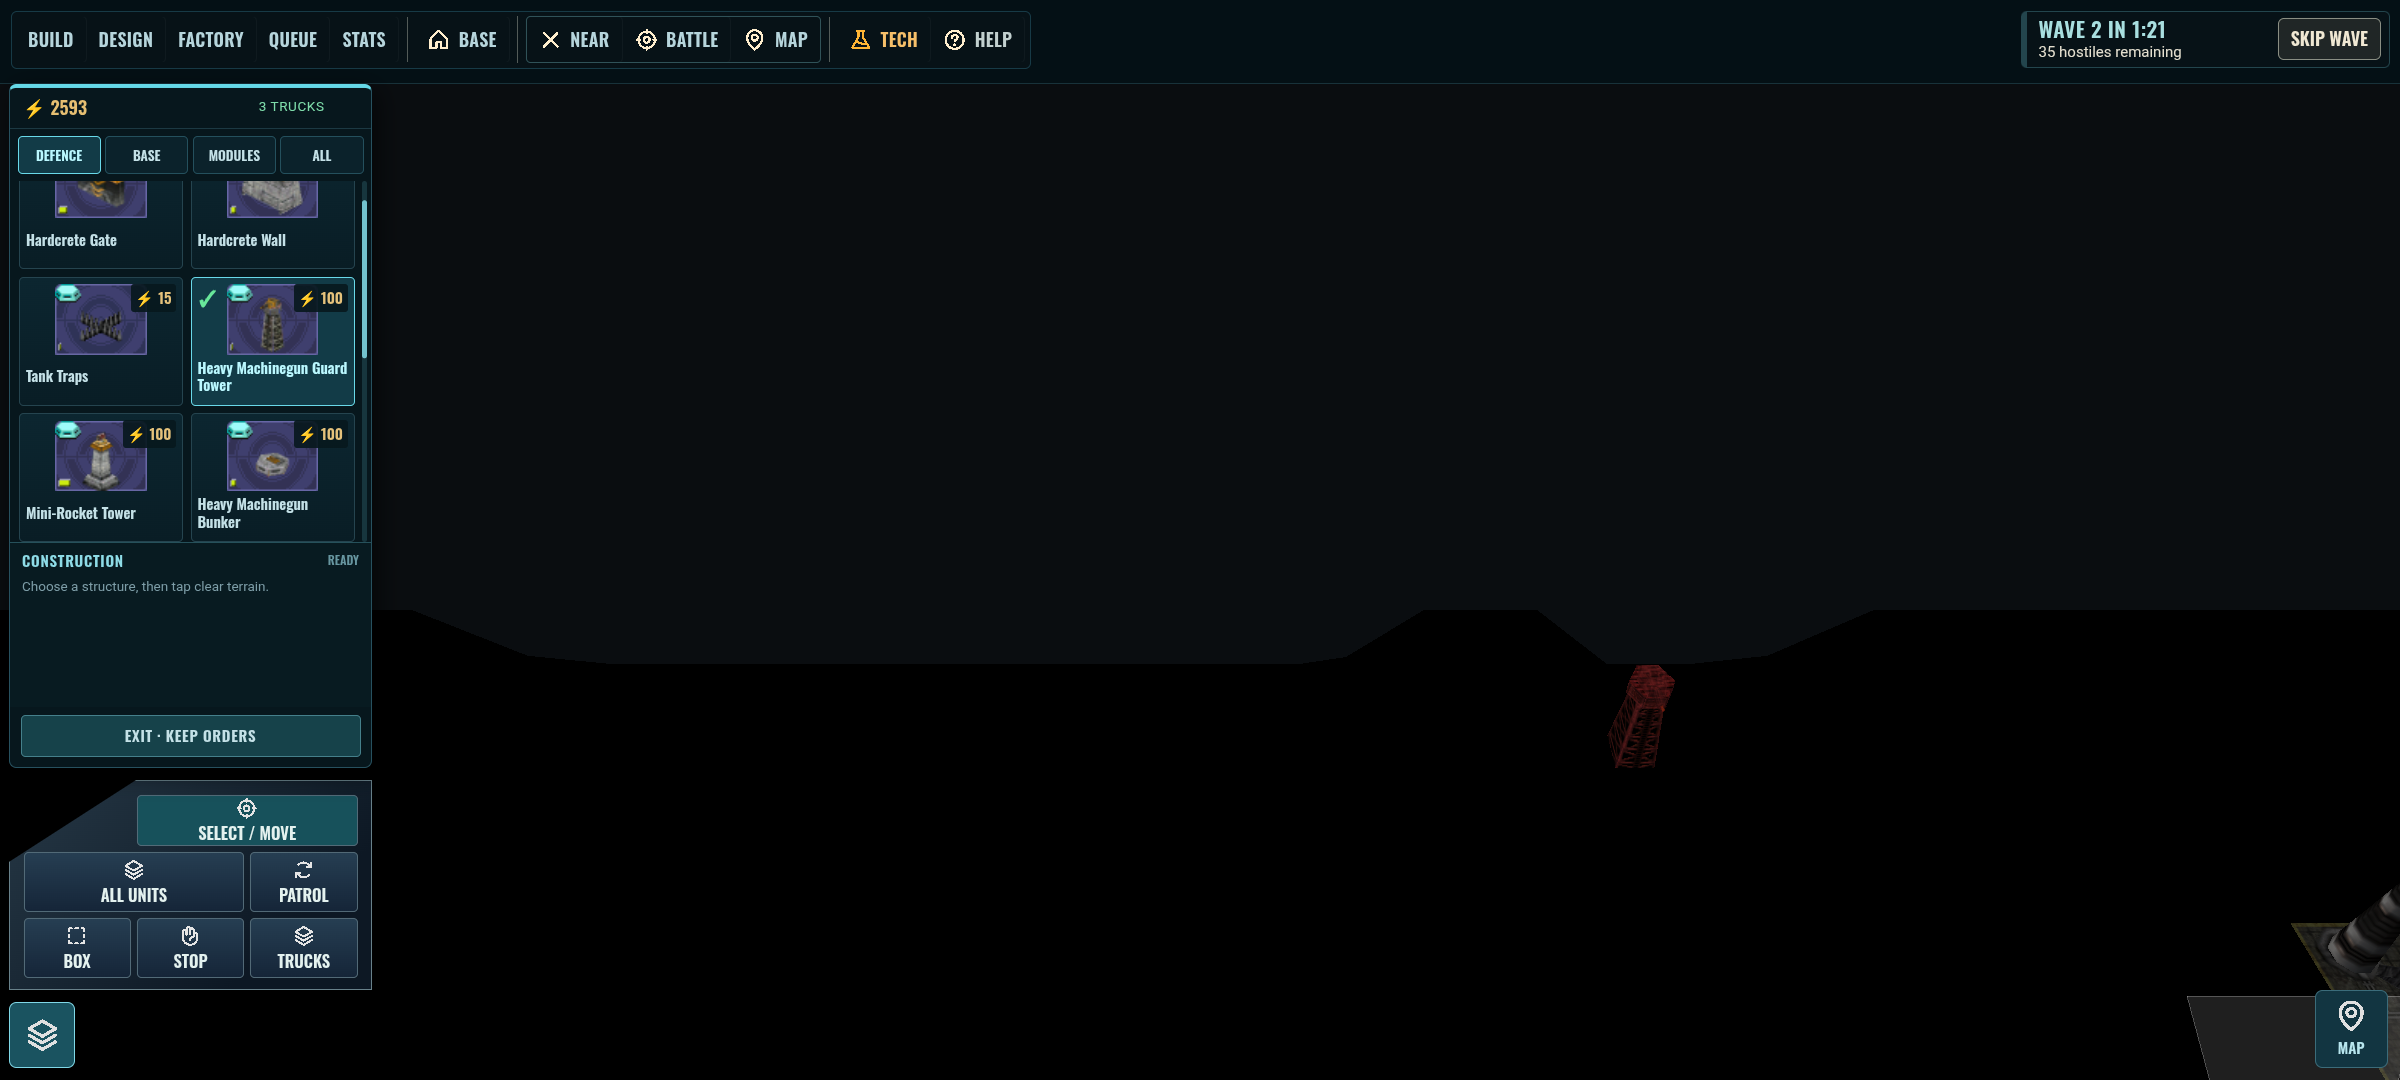 BUILD DESIGN FACTORY QUEUE STATS BASE NEAR BATTLE MAP TECH HELP
WAVE 2 IN 1:21
35 hostiles remaining
SKIP WAVE
2593
3 TRUCKS
DEFENCE BASE MODULES ALL
Hardcrete Gate
Hardcrete Wall
15
Tank Traps
100
Heavy Machinegun Guard
Tower
100
Mini-Rocket Tower
100
Heavy Machinegun
Bunker
CONSTRUCTION
READY
Choose a structure, then tap clear terrain.
EXIT · KEEP ORDERS
SELECT / MOVE
ALL UNITS
PATROL
BOX
STOP
TRUCKS
MAP